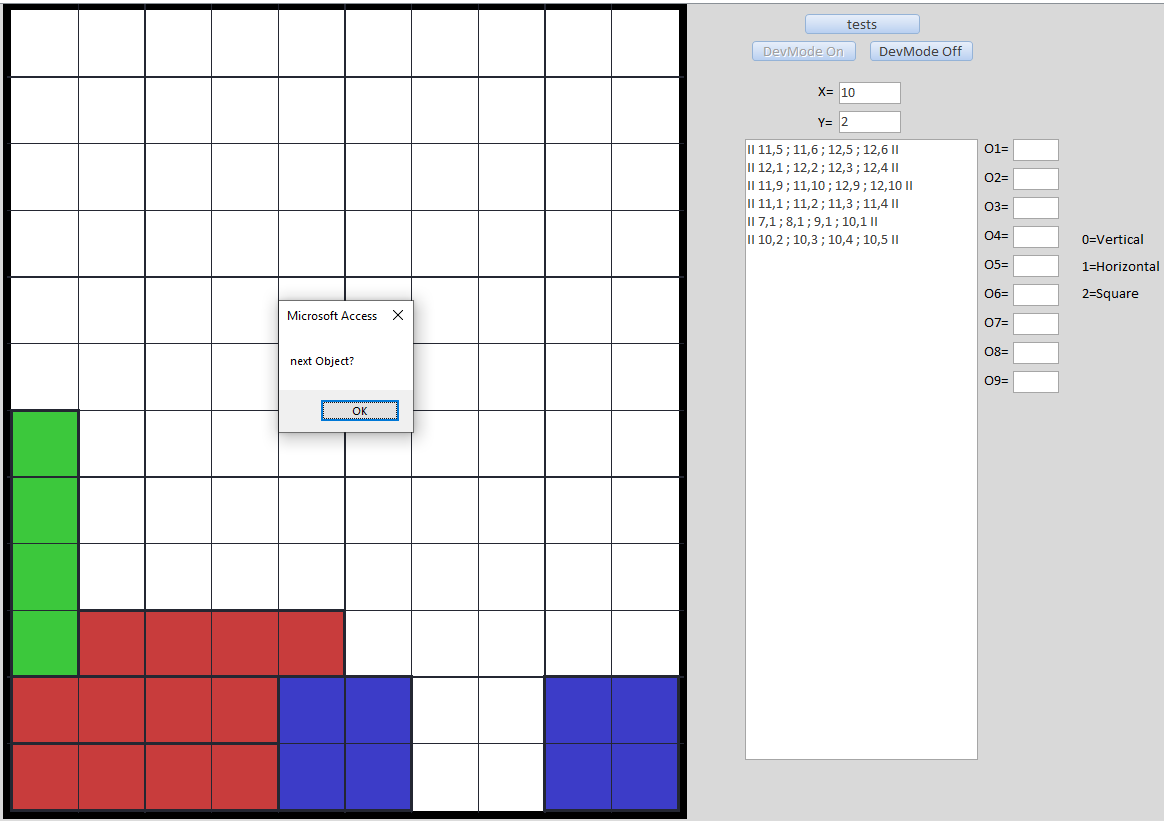 tests
DevMode On
DevMode Off
X= 10
Y= 2
II 11,5 ; 11,6 ; 12,5 ; 12,6 II
II 12,1 ; 12,2 ; 12,3 ; 12,4 II
II 11,9 ; 11,10 ; 12,9 ; 12,10 II
II 11,1 ; 11,2 ; 11,3 ; 11,4 II
II 7,1 ; 8,1 ; 9,1 ; 10,1 II
II 10,2 ; 10,3 ; 10,4 ; 10,5 II
O1=
O2=
O3=
O4=
O5=
O6=
O7=
O8=
O9=
0=Vertical
1=Horizontal
2=Square
Microsoft Access
next Object?
OK